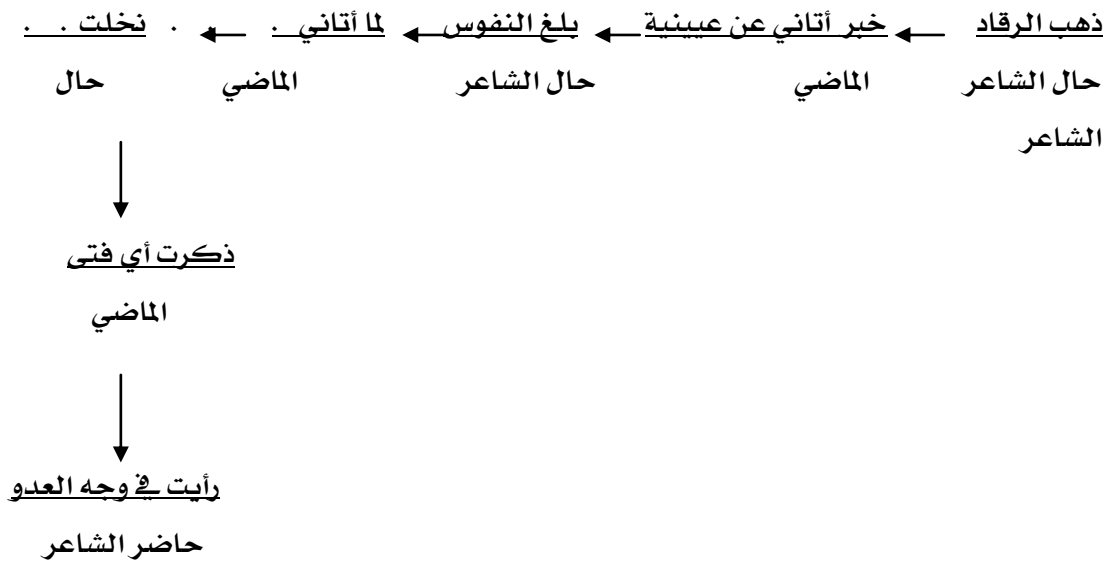 ذهب الرقاد ← خبر أتاني عن عيينية ← بلغ النفوس ← لما أتاني . ← . نخلت . .
حال الشاعر الماضي حال الشاعر الماضي حال
الشاعر
ذكرت أي فتى
الماضي
رأيت في وجه العدو
حاضر الشاعر